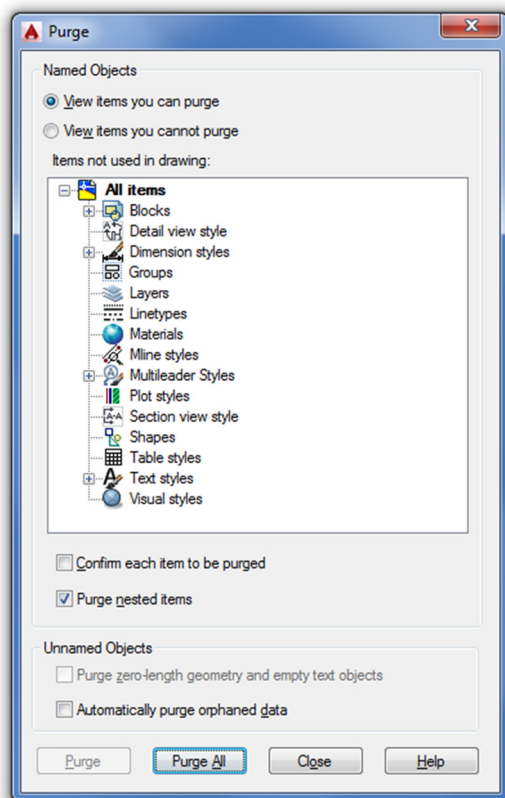 Purge
Named Objects
View items you can purge
View items you cannot purge
Items not used in drawing:
All items
Blocks
Detail view style
Dimension styles
Groups
Layers
Linetypes
Materials
Mline styles
Multileader Styles
Plot styles
Section view style
Shapes
Table styles
Text styles
Visual styles
Confirm each item to be purged
Purge nested items
Unnamed Objects
Purge zero-length geometry and empty text objects
Automatically purge orphaned data
Purge Purge All Close Help